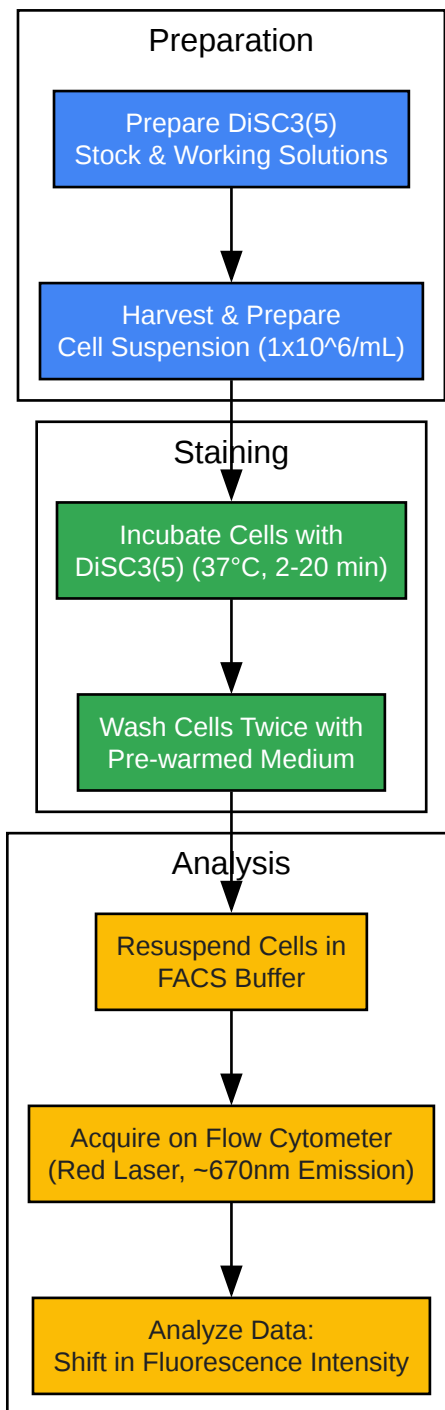 Preparation
Prepare DiSC3(5)
Stock & Working Solutions
Harvest & Prepare
Cell Suspension (1x10^6/mL)
Staining
Incubate Cells with
DiSC3(5) (37°C, 2-20 min)
Wash Cells Twice with
Pre-warmed Medium
Analysis
Resuspend Cells in
FACS Buffer
Acquire on Flow Cytometer
(Red Laser, ~670nm Emission)
Analyze Data:
Shift in Fluorescence Intensity